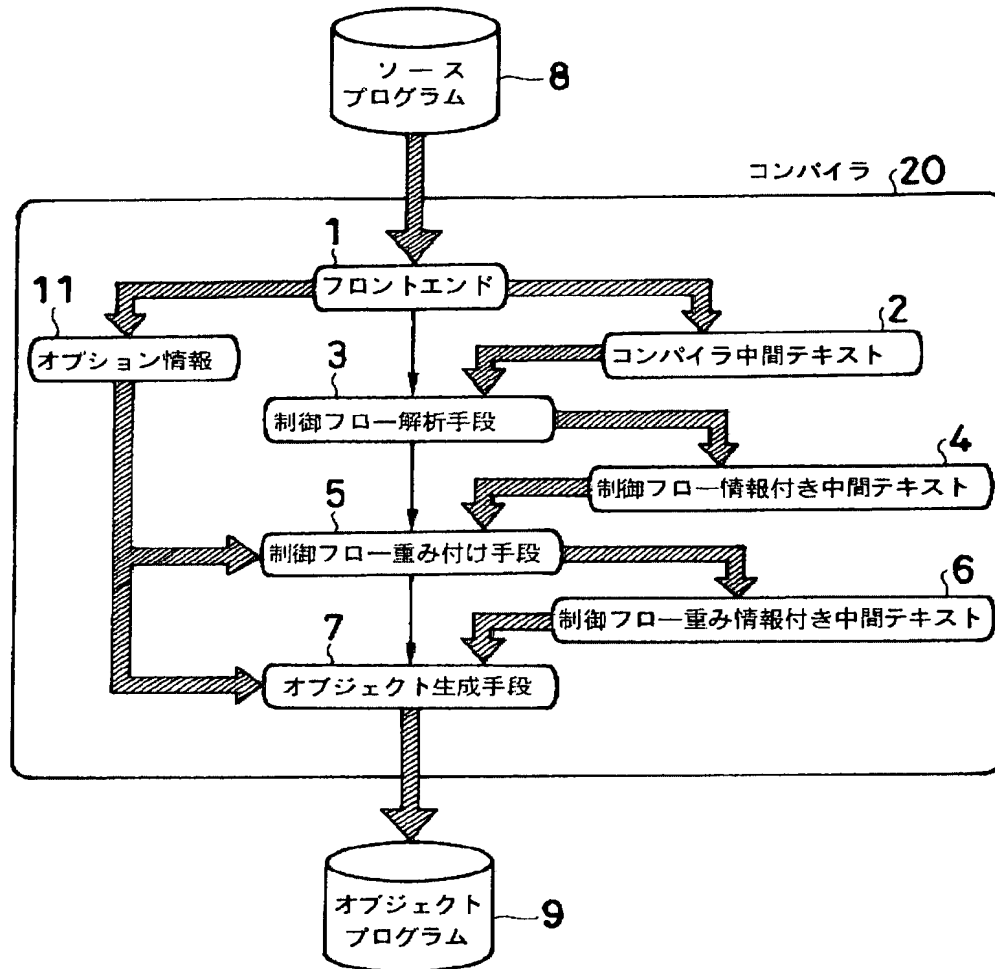 ソース
プログラム
8
コンパイラ 20
1
フロントエンド
11
オプション情報
2
コンパイラ中間テキスト
3
制御フロー解析手段
4
制御フロー情報付き中間テキスト
5
制御フロー重み付け手段
6
制御フロー重み情報付き中間テキスト
7
オブジェクト生成手段
オブジェクト
プログラム
9